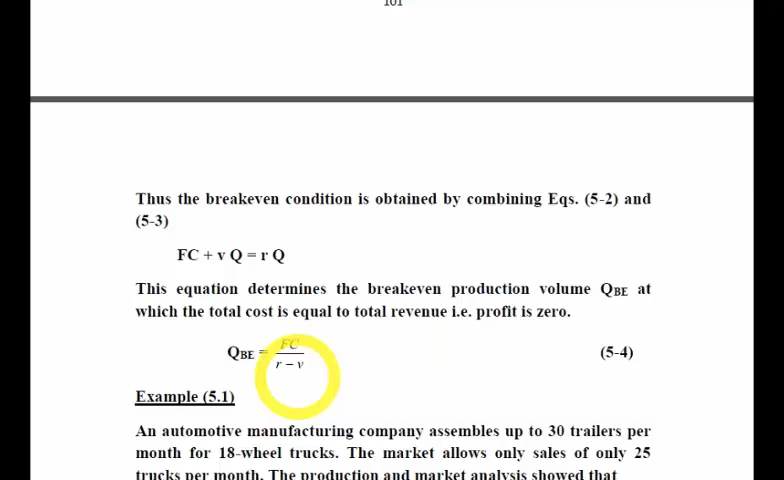 101
Thus the breakeven condition is obtained by combining Eqs. (5-2) and
(5-3)
FC + v Q = r Q
This equation determines the breakeven production volume QBE at
which the total cost is equal to total revenue i.e. profit is zero.
QBE = FC / r − v (5-4)
Example (5.1)
An automotive manufacturing company assembles up to 30 trailers per
month for 18-wheel trucks. The market allows only sales of only 25
trucks per month. The production and market analysis showed that